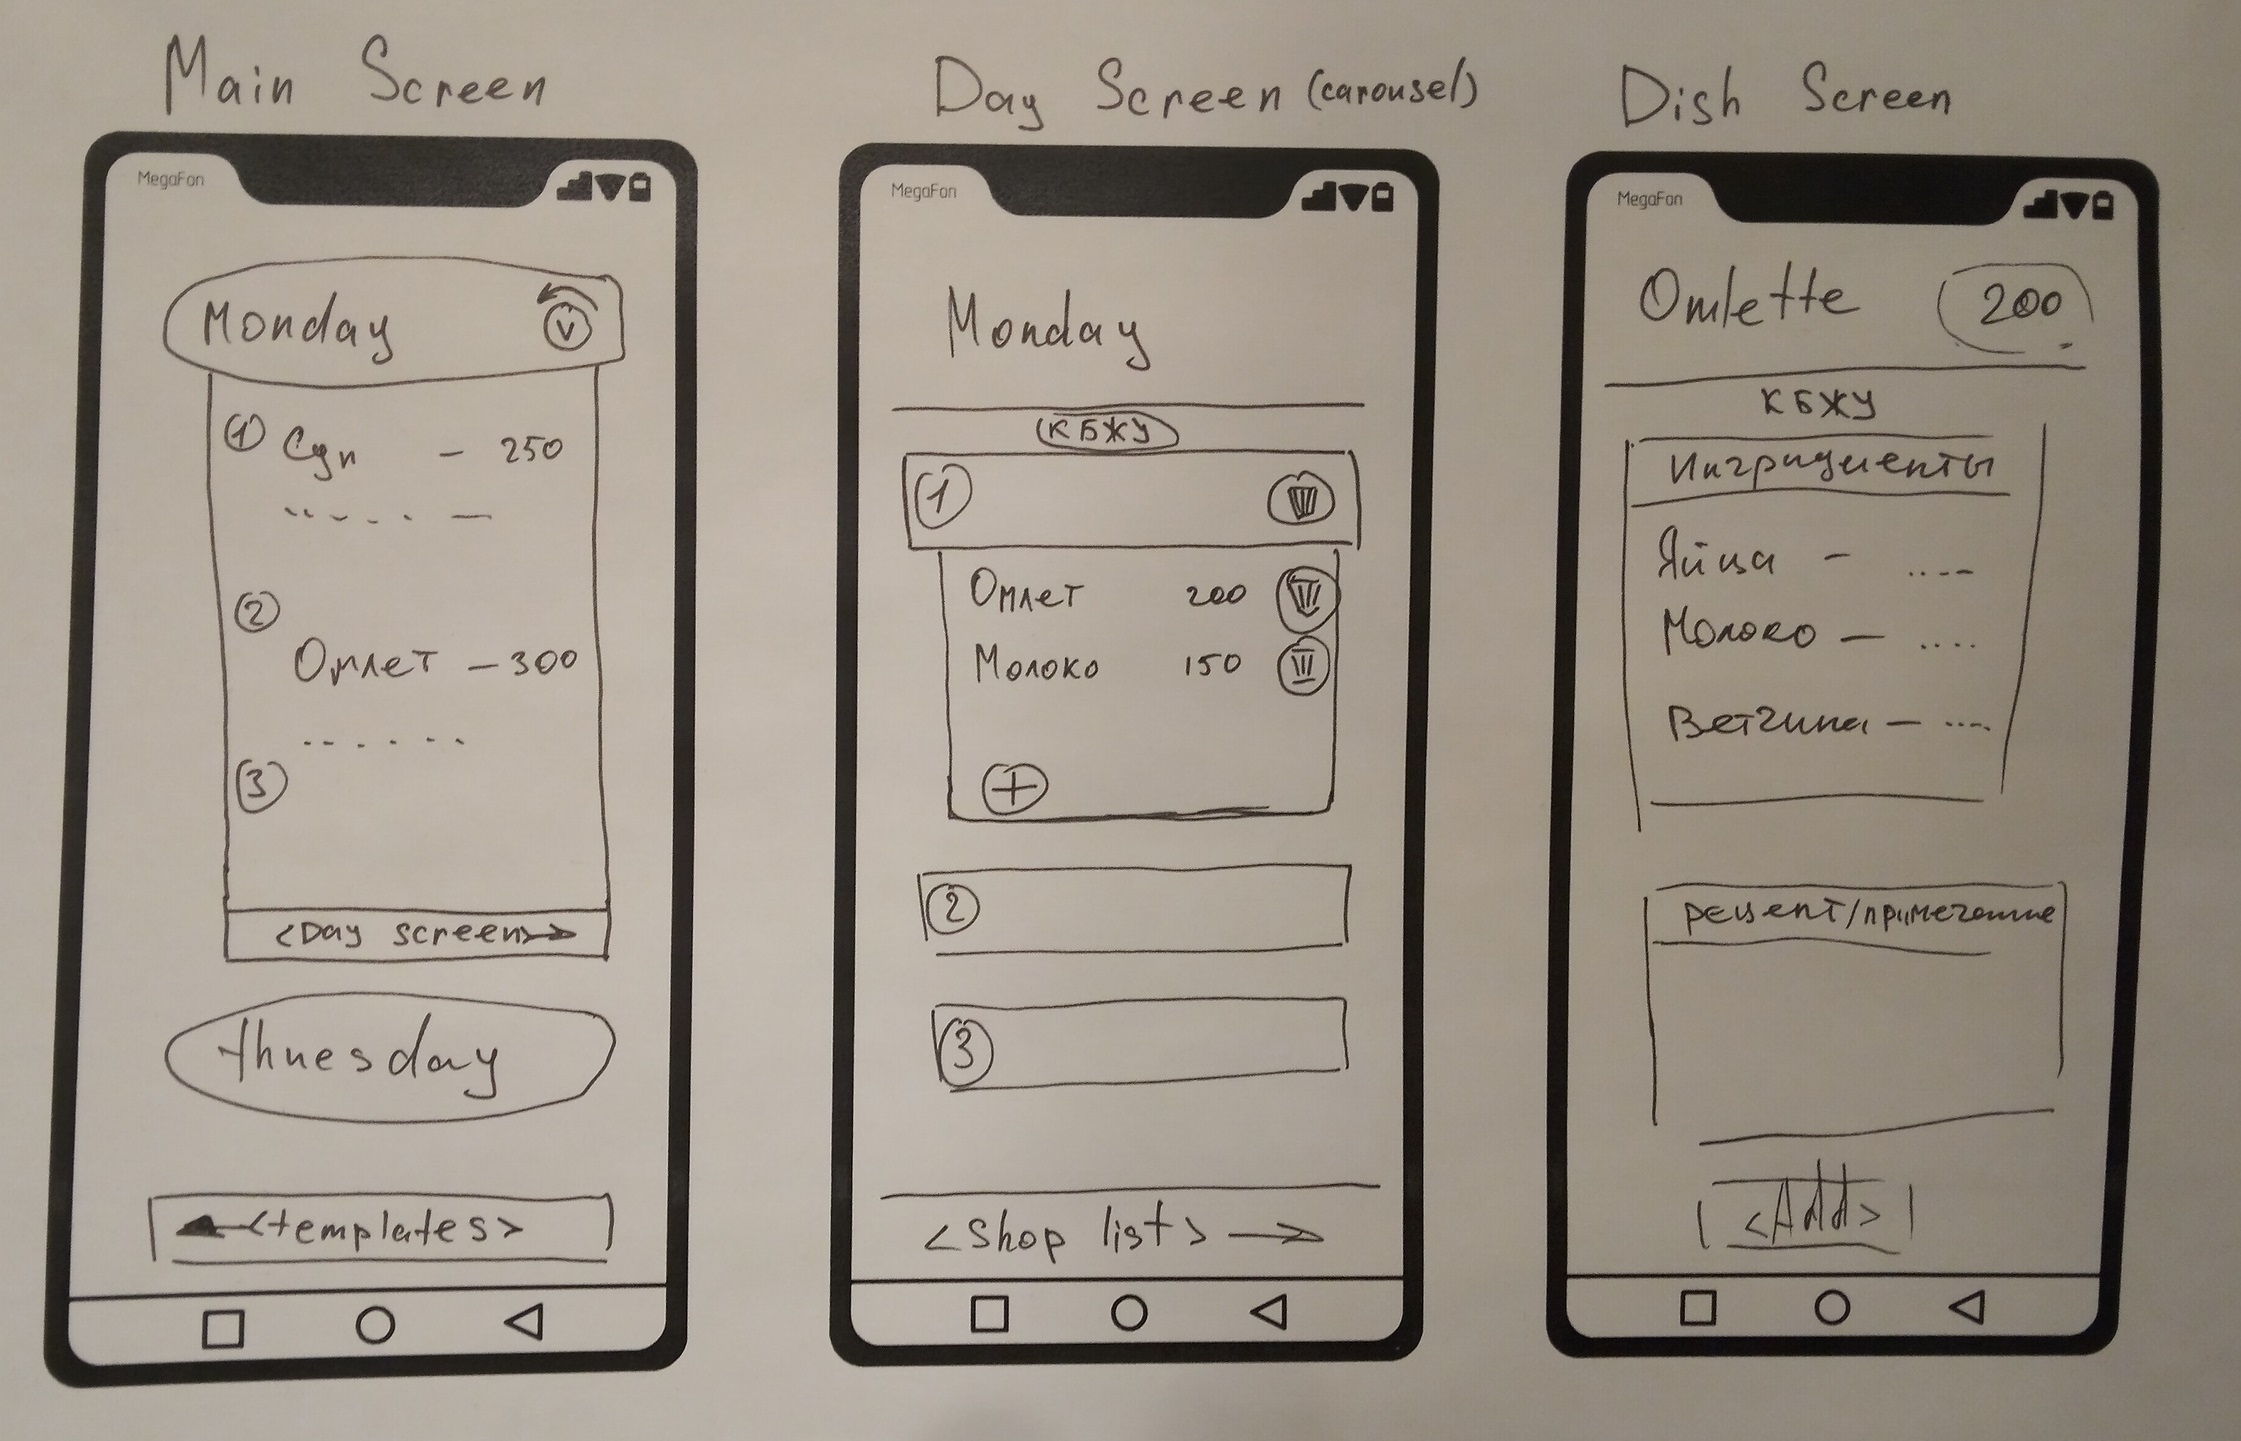 Main Screen
MegaFon
Monday V
1 Суп - 250
2
Омлет - 300
3
<Day screen>
thuesday
<templates>
Day Screen (carousel)
MegaFon
Monday
КБЖУ
1
Омлет 200
Молоко 150
+
2
3
<Shop list>
Dish Screen
MegaFon
Omlette 200
КБЖУ
Ингридиенты
Яйца - ....
Молоко - ....
Ветчина - ....
рецепт/примечание
<Add>